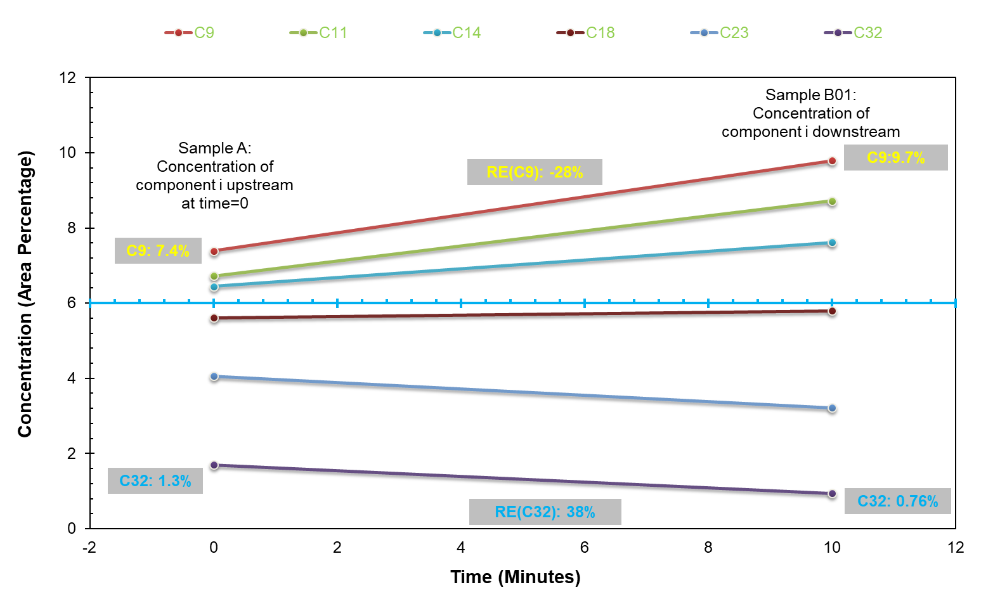 C9 C11 C14 C18 C23 C32
Concentration (Area Percentage)
12
10
8
6
4
2
0
Sample A:
Concentration of
component i upstream
at time=0
Sample B01:
Concentration of
component i downstream
C9: 7.4%
RE(C9): -28%
C9:9.7%
C32: 1.3%
RE(C32): 38%
C32: 0.76%
-2 0 2 4 6 8 10 12
Time (Minutes)